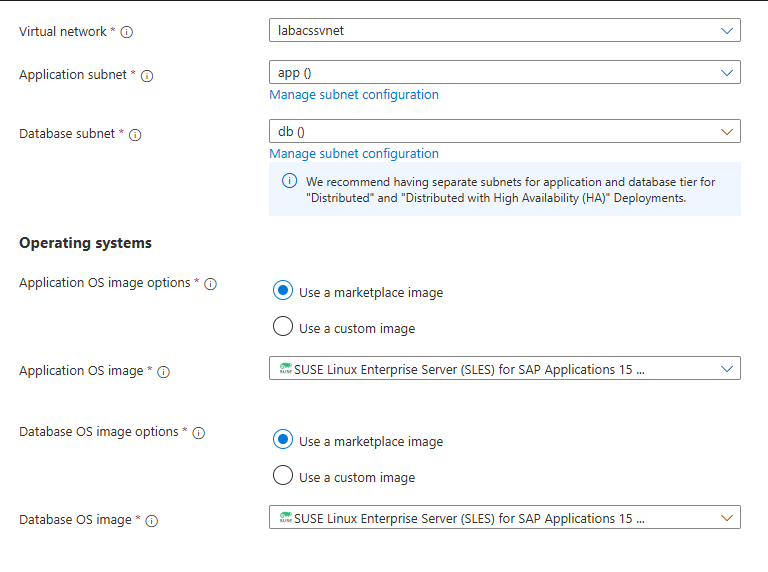 Virtual network *
labacssvnet
Application subnet *
app ()
Manage subnet configuration
Database subnet *
db ()
Manage subnet configuration
We recommend having separate subnets for application and database tier for
"Distributed" and "Distributed with High Availability (HA)" Deployments.
Operating systems
Application OS image options *
Use a marketplace image
Use a custom image
Application OS image *
SUSE Linux Enterprise Server (SLES) for SAP Applications 15 ...
Database OS image options *
Use a marketplace image
Use a custom image
Database OS image *
SUSE Linux Enterprise Server (SLES) for SAP Applications 15 ...